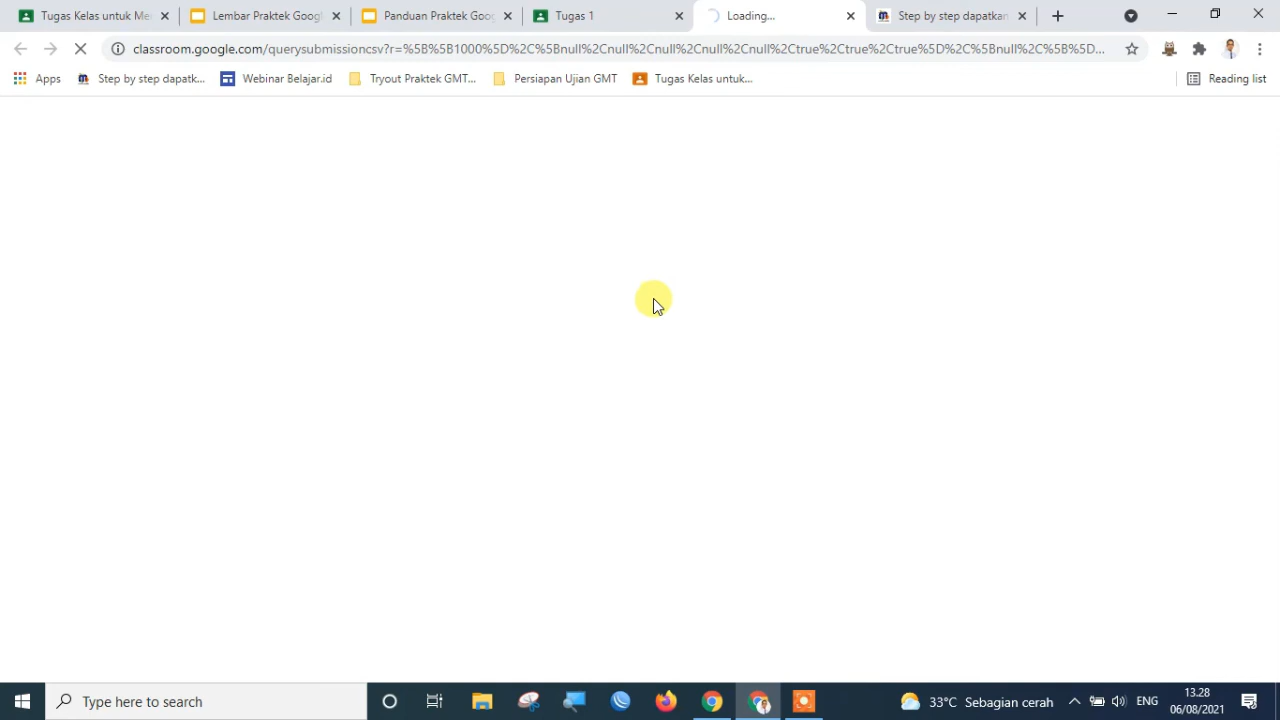 Tugas Kelas untuk Me
Lembar Praktek Googl
Panduan Praktek Goog
Tugas 1
Loading...
Step by step dapatkan
classroom.google.com/querysubmissioncsv?r=%5B%5B1000%5D%2C%5Bnull%2Cnull%2Cnull%2Cnull%2Cnull%2Ctrue%2Ctrue%2Ctrue%5D%2C%5Bnull%2C%5B%5D...
Apps
Step by step dapatk...
Webinar Belajar.id
Tryout Praktek GMT...
Persiapan Ujian GMT
Tugas Kelas untuk...
Reading list
Type here to search
33°C Sebagian cerah
ENG
13.28
06/08/2021